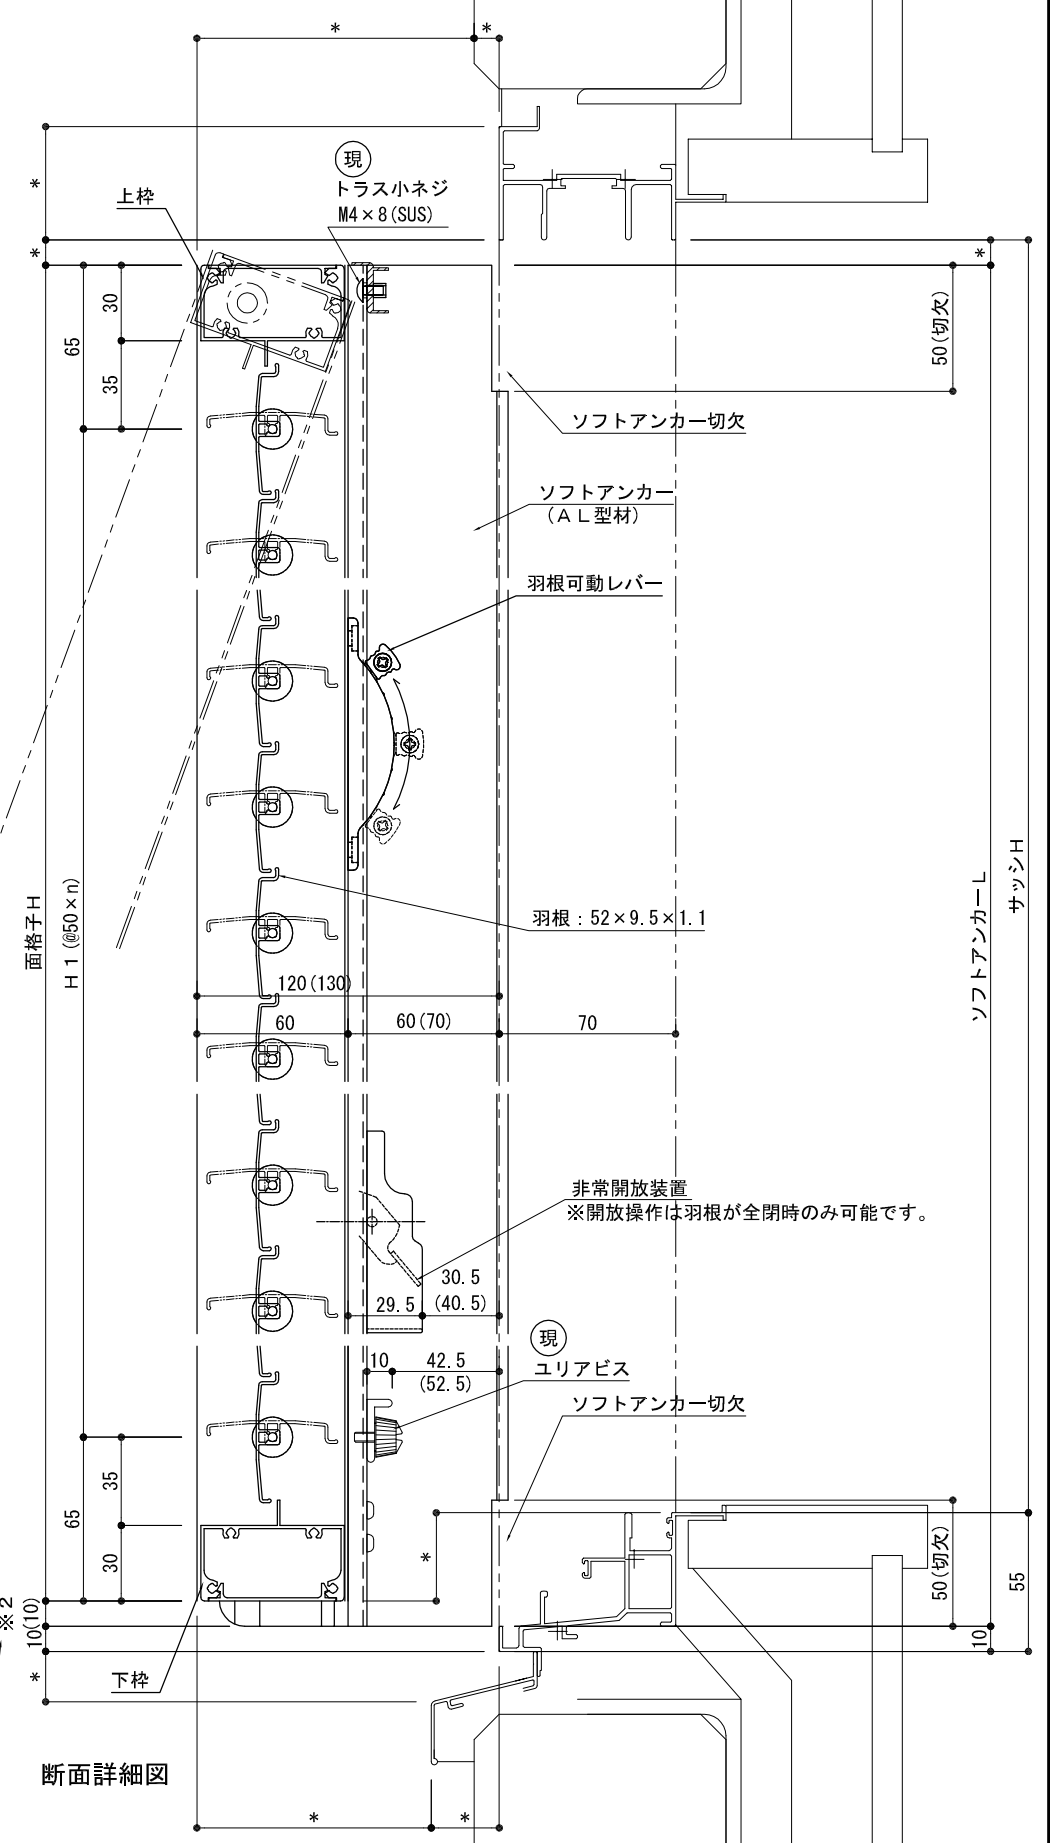 *
*
現
トラス小ネジ
M4×8(SUS)
上枠
*
*
*
30
65
35
50(切欠)
ソフトアンカー切欠
ソフトアンカー
(ＡＬ型材)
羽根可動レバー
羽根：52×9.5×1.1
面格子H
H1(@50×n)
サッシH
ソフトアンカーL
120(130)
60
60(70)
70
非常開放装置
※開放操作は羽根が全閉時のみ可能です。
30.5
29.5
(40.5)
現
10
42.5
(52.5)
ユリアビス
ソフトアンカー切欠
35
65
30
*
50(切欠)
55
※2
10(10)
10
*
下枠
断面詳細図
*
*